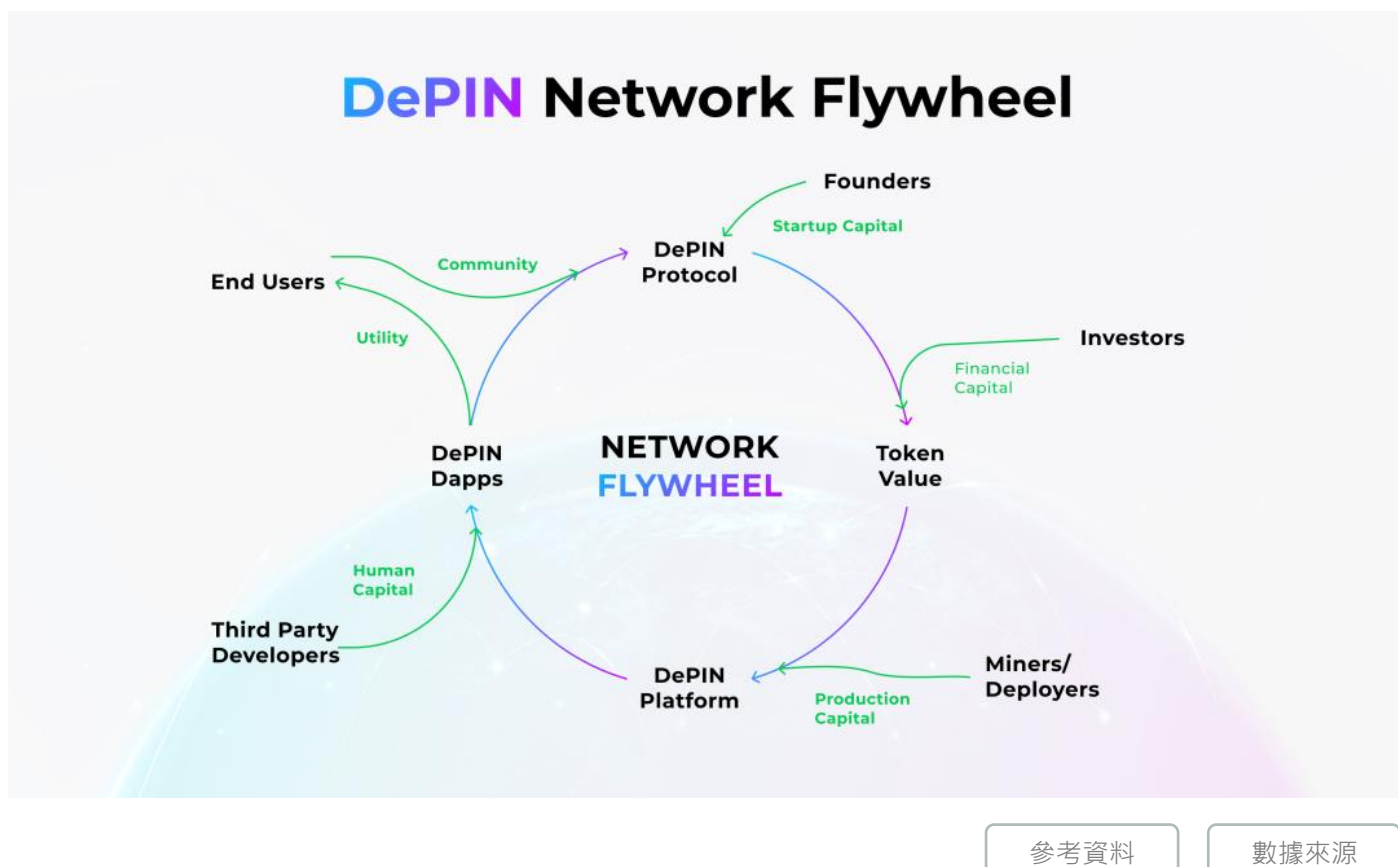 DePIN Network Flywheel
Founders
Startup Capital
DePIN
Protocol
Community
End Users
Utility
Investors
Financial
Capital
DePIN
Dapps
NETWORK
FLYWHEEL
Token
Value
Human
Capital
Third Party
Developers
DePIN
Platform
Miners/
Deployers
Production
Capital
參考資料
數據來源